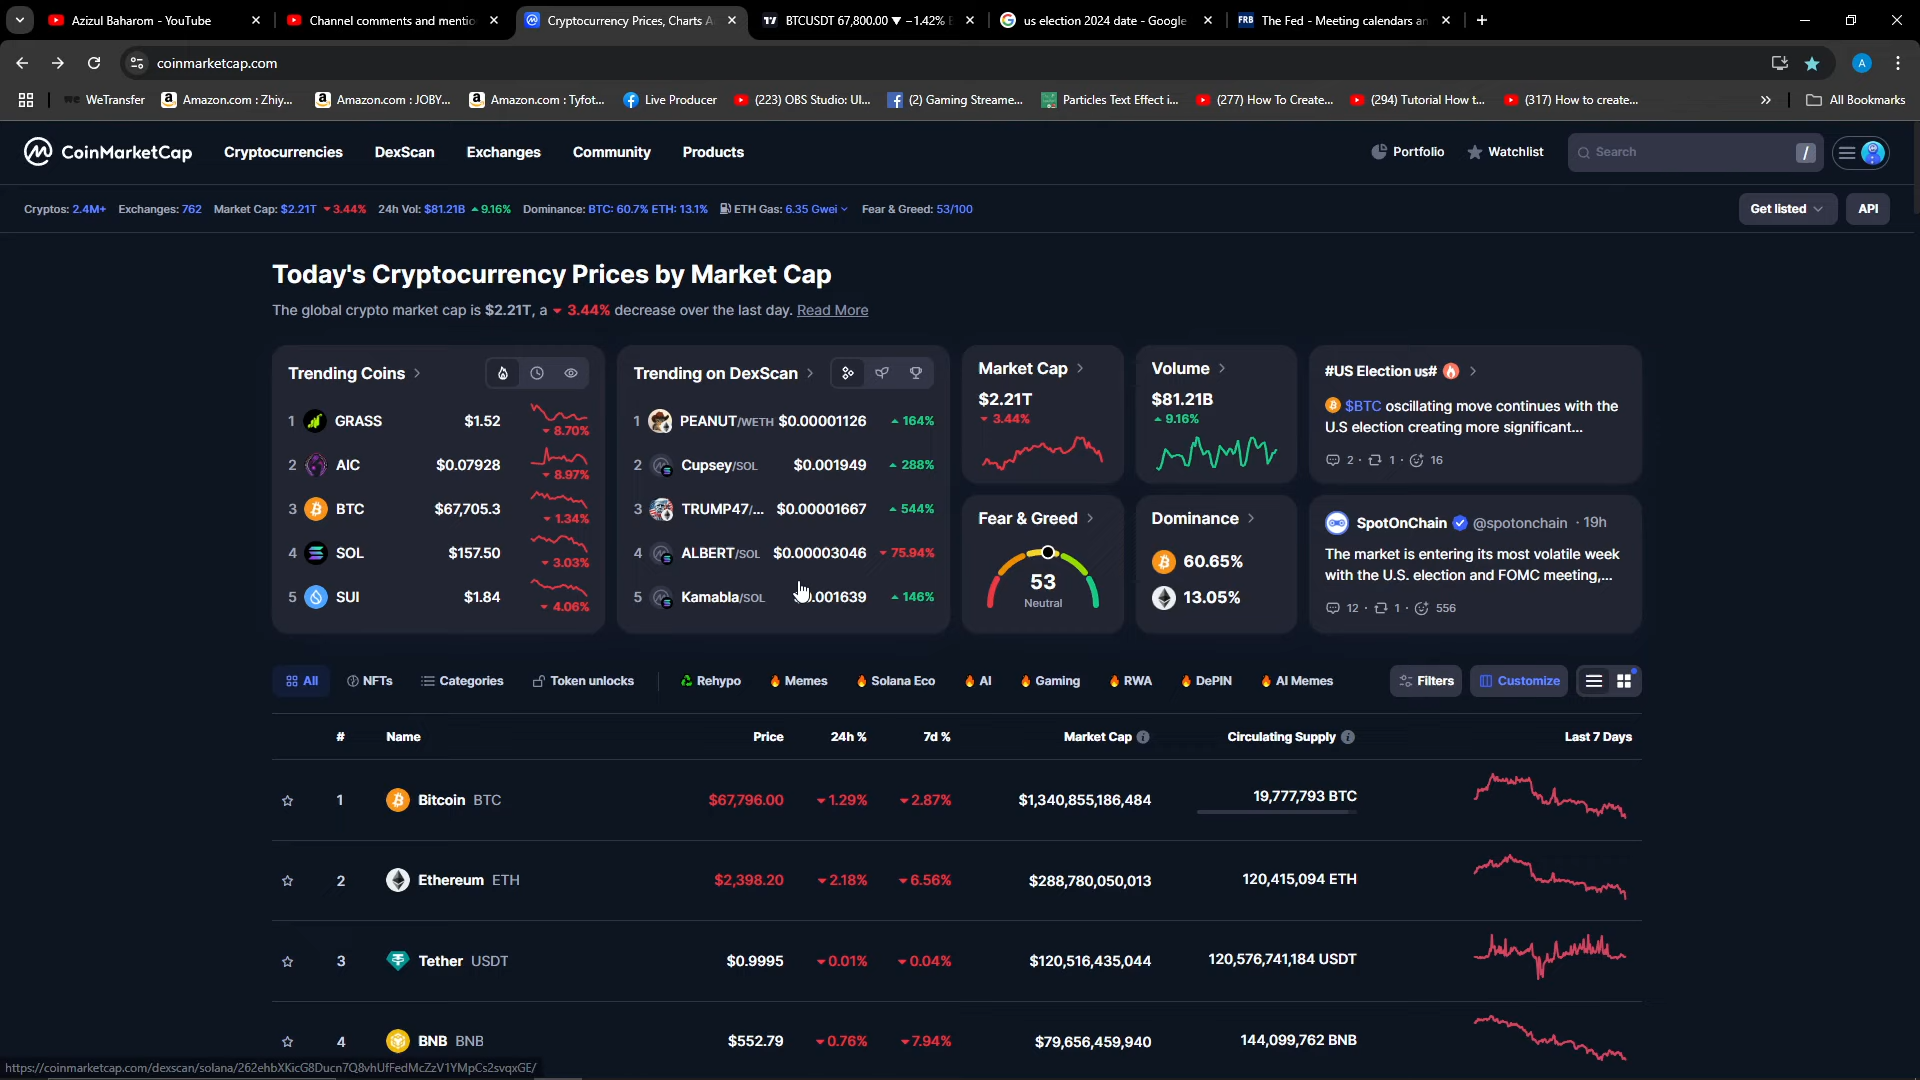 Azizul Baharom - YouTube
Channel comments and mentio
Cryptocurrency Prices, Charts A
BTCUSDT 67,800.00 ▼ −1.42%
us election 2024 date - Google
FRB The Fed - Meeting calendars an
coinmarketcap.com
A
we WeTransfer
Amazon.com : Zhiy...
Amazon.com : JOBY...
Amazon.com : Tyfot...
Live Producer
(223) OBS Studio: Ul...
(2) Gaming Streame...
Particles Text Effect i...
(277) How To Create...
(294) Tutorial How t...
(317) How to create...
All Bookmarks
CoinMarketCap
Cryptocurrencies
DexScan
Exchanges
Community
Products
Portfolio
Watchlist
Search
/
Cryptos: 2.4M+ Exchanges: 762 Market Cap: $2.21T 3.44% 24h Vol: $81.21B 9.16% Dominance: BTC: 60.7% ETH: 13.1% ETH Gas: 6.35 Gwei Fear & Greed: 53/100
Get listed
API
Today's Cryptocurrency Prices by Market Cap
The global crypto market cap is $2.21T, a 3.44% decrease over the last day. Read More
Trending Coins
1 GRASS $1.52 8.70%
2 AIC $0.07928 8.97%
3 BTC $67,705.3 1.34%
4 SOL $157.50 3.03%
5 SUI $1.84 4.06%
Trending on DexScan
1 PEANUT/WETH $0.00001126 164%
2 Cupsey/SOL $0.001949 288%
3 TRUMP47/... $0.00001667 544%
4 ALBERT/SOL $0.00003046 75.94%
5 Kamabla/SOL .001639 146%
Market Cap
$2.21T
3.44%
Volume
$81.21B
9.16%
Fear & Greed
53
Neutral
Dominance
60.65%
13.05%
#US Election us#
$BTC oscillating move continues with the
U.S election creating more significant...
2 · 1 · 16
SpotOnChain @spotonchain · 19h
The market is entering its most volatile week
with the U.S. election and FOMC meeting,...
12 · 1 · 556
All
NFTs
Categories
Token unlocks
Rehypo
Memes
Solana Eco
AI
Gaming
RWA
DePIN
AI Memes
Filters
Customize
# Name Price 24h % 7d % Market Cap Circulating Supply Last 7 Days
1 Bitcoin BTC $67,796.00 1.29% 2.87% $1,340,855,186,484 19,777,793 BTC
2 Ethereum ETH $2,398.20 2.18% 6.56% $288,780,050,013 120,415,094 ETH
3 Tether USDT $0.9995 0.01% 0.04% $120,516,435,044 120,576,741,184 USDT
4 BNB BNB $552.79 0.76% 7.94% $79,656,459,940 144,099,762 BNB
https://coinmarketcap.com/dexscan/solana/262ehbXKicG8Ducn7Q8vhUfFedMcZzV1YMpCs2svqxGE/